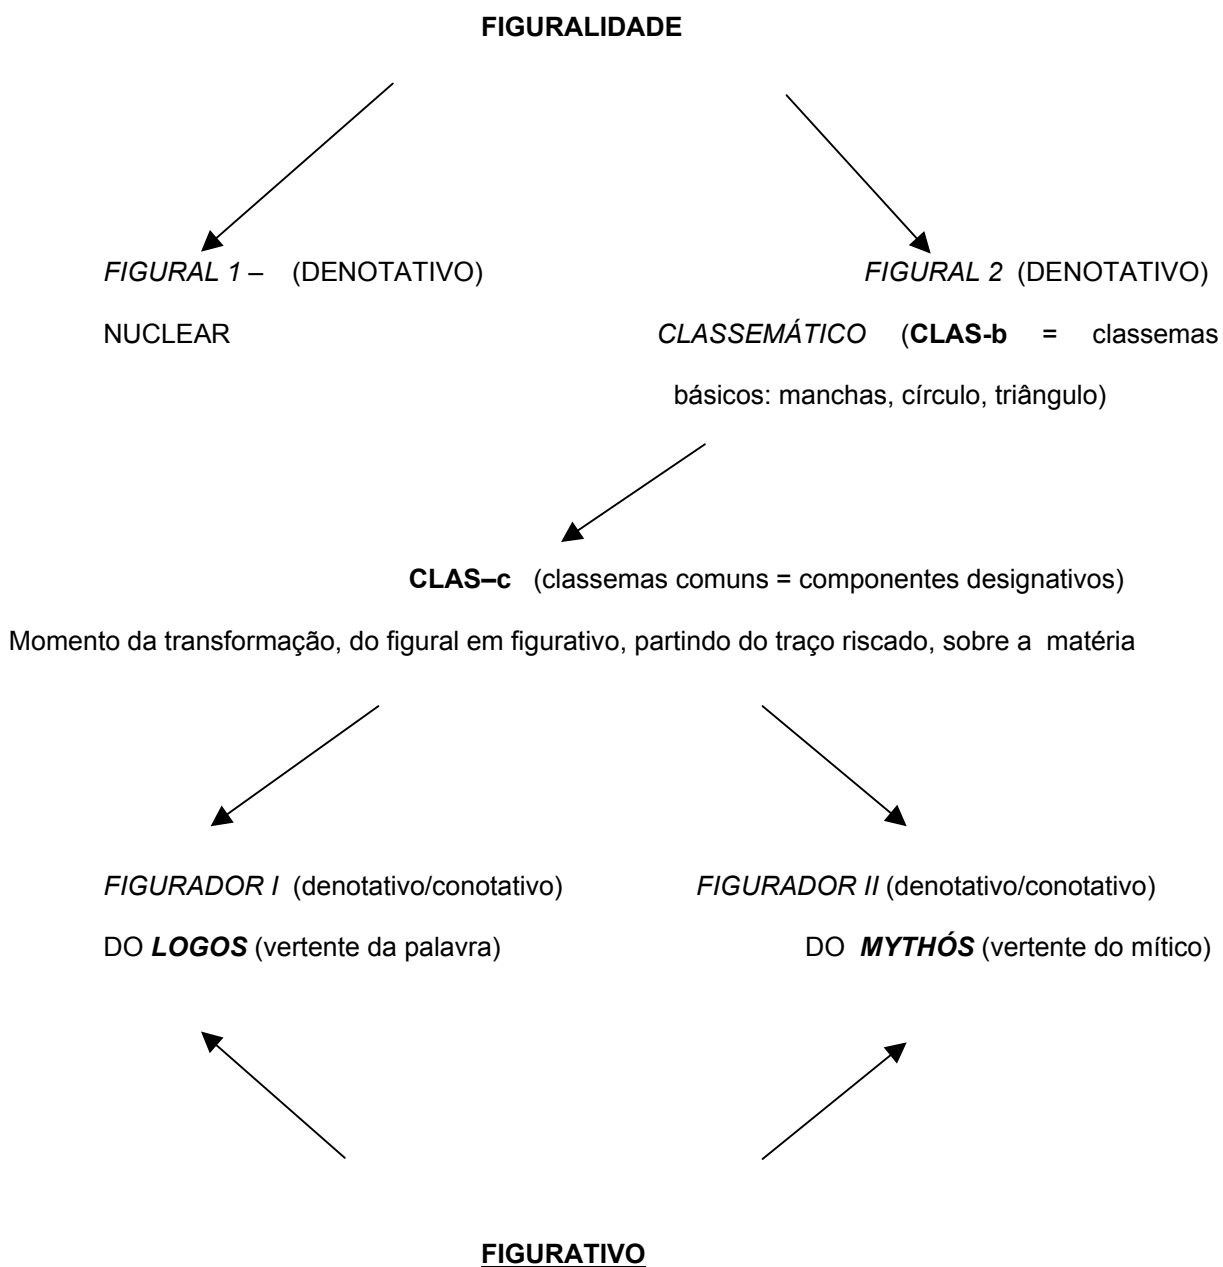 FIGURALIDADE
FIGURAL 1 – (DENOTATIVO)
FIGURAL 2 (DENOTATIVO)
NUCLEAR
CLASSEMÁTICO (CLAS-b = classemas
básicos: manchas, círculo, triângulo)
CLAS–c (classemas comuns = componentes designativos)
Momento da transformação, do figural em figurativo, partindo do traço riscado, sobre a matéria
FIGURADOR I (denotativo/conotativo)
FIGURADOR II (denotativo/conotativo)
DO LOGOS (vertente da palavra)
DO MYTHÓS (vertente do mítico)
FIGURATIVO